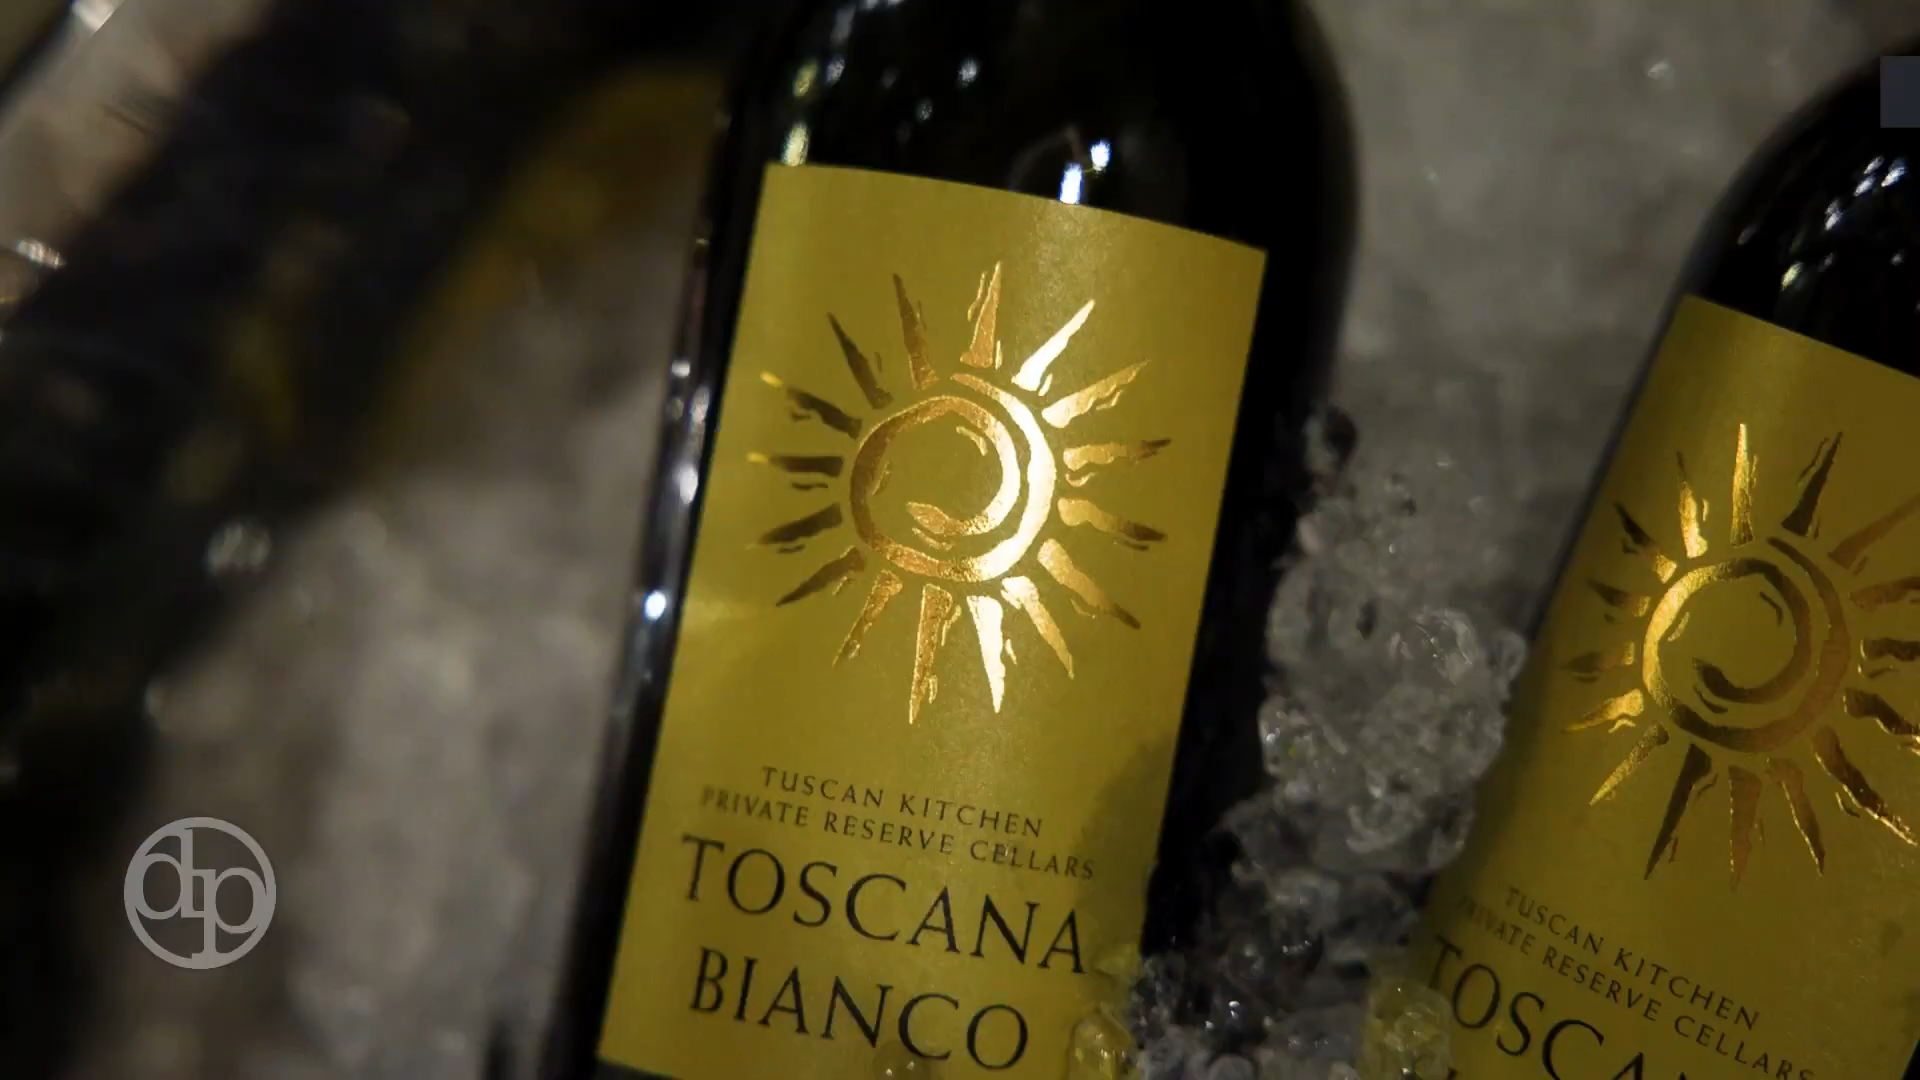 TUSCAN KITCHEN
PRIVATE RESERVE CELLARS
TOSCANA
BIANCO
TUSCAN KITCHEN
PRIVATE RESERVE CELLARS
dp